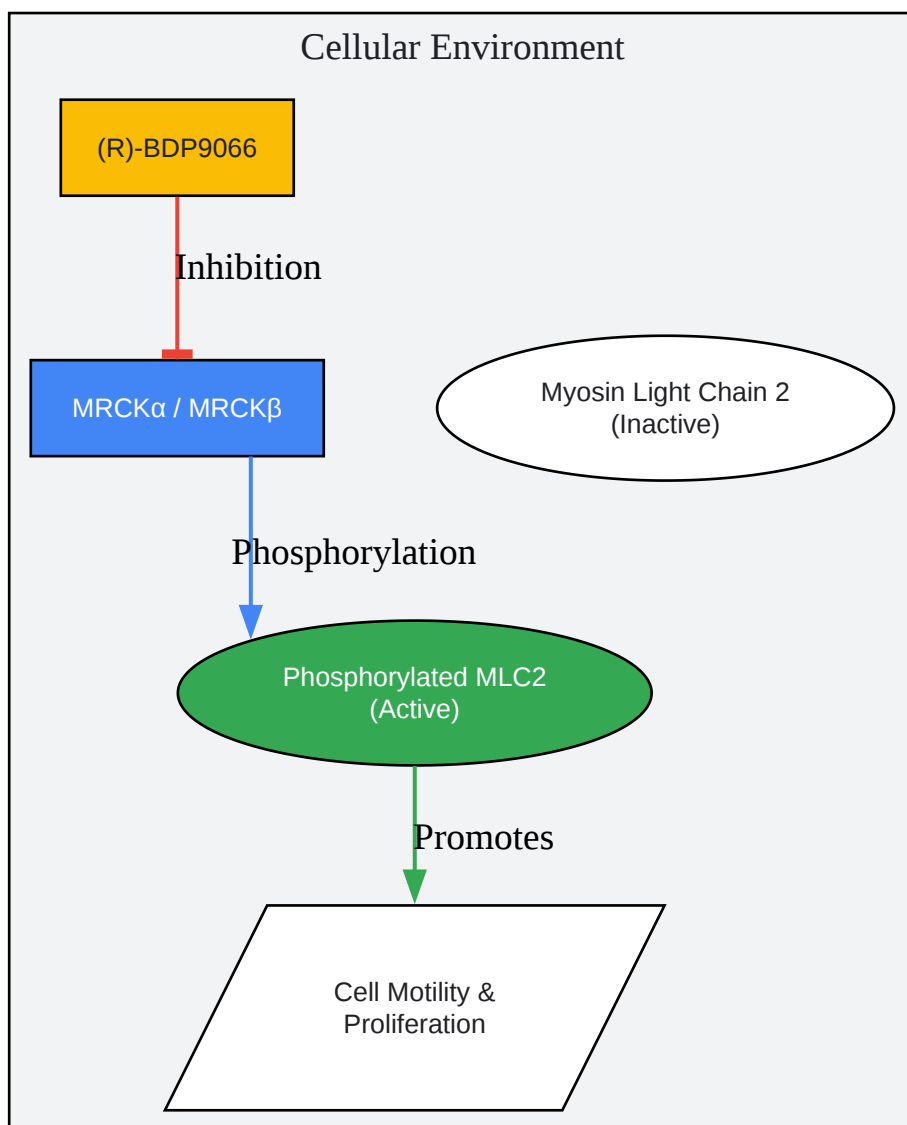 Cellular Environment
(R)-BDP9066
Inhibition
MRCKα / MRCKβ
Myosin Light Chain 2
(Inactive)
Phosphorylation
Phosphorylated MLC2
(Active)
Promotes
Cell Motility &
Proliferation